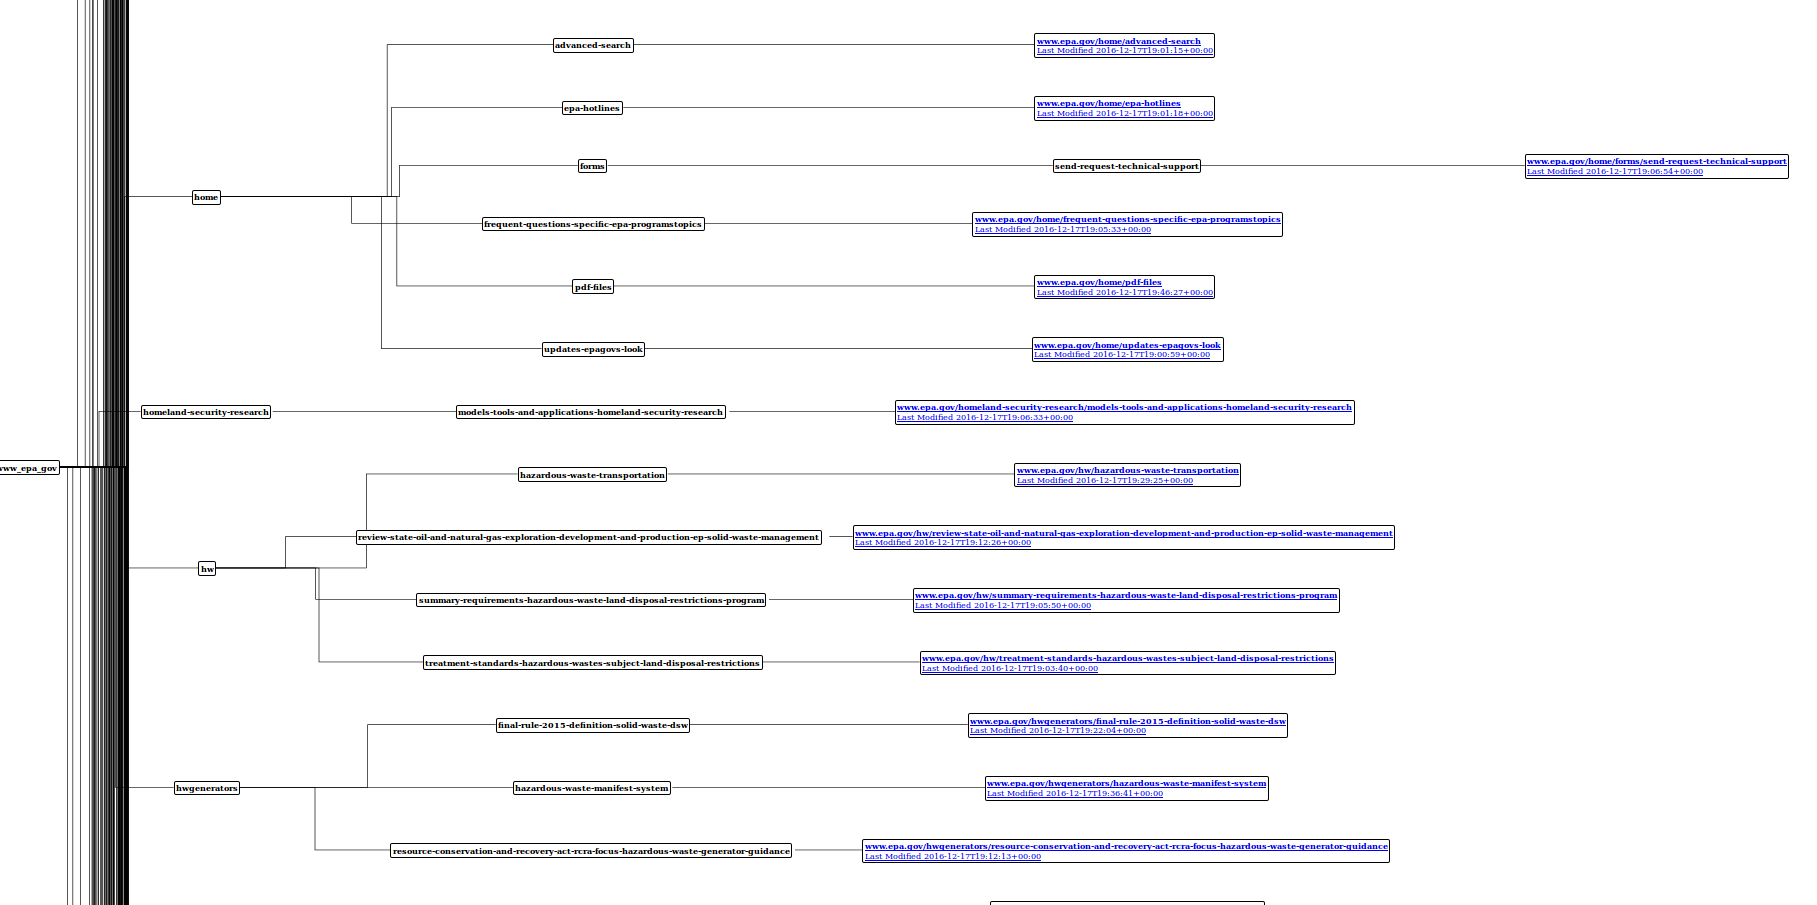 advanced-search
www.epa.gov/home/advanced-search
Last Modified 2016-12-17T19:01:15+00:00
epa-hotlines
www.epa.gov/home/epa-hotlines
Last Modified 2016-12-17T19:01:18+00:00
forms
send-request-technical-support
www.epa.gov/home/forms/send-request-technical-support
Last Modified 2016-12-17T19:06:54+00:00
home
frequent-questions-specific-epa-programstopics
www.epa.gov/home/frequent-questions-specific-epa-programstopics
Last Modified 2016-12-17T19:05:33+00:00
pdf-files
www.epa.gov/home/pdf-files
Last Modified 2016-12-17T19:46:27+00:00
updates-epagovs-look
www.epa.gov/home/updates-epagovs-look
Last Modified 2016-12-17T19:00:59+00:00
homeland-security-research
models-tools-and-applications-homeland-security-research
www.epa.gov/homeland-security-research/models-tools-and-applications-homeland-security-research
Last Modified 2016-12-17T19:06:33+00:00
www_epa_gov
hazardous-waste-transportation
www.epa.gov/hw/hazardous-waste-transportation
Last Modified 2016-12-17T19:29:25+00:00
review-state-oil-and-natural-gas-exploration-development-and-production-ep-solid-waste-management
www.epa.gov/hw/review-state-oil-and-natural-gas-exploration-development-and-production-ep-solid-waste-management
Last Modified 2016-12-17T19:12:26+00:00
hw
summary-requirements-hazardous-waste-land-disposal-restrictions-program
www.epa.gov/hw/summary-requirements-hazardous-waste-land-disposal-restrictions-program
Last Modified 2016-12-17T19:05:50+00:00
treatment-standards-hazardous-wastes-subject-land-disposal-restrictions
www.epa.gov/hw/treatment-standards-hazardous-wastes-subject-land-disposal-restrictions
Last Modified 2016-12-17T19:03:40+00:00
final-rule-2015-definition-solid-waste-dsw
www.epa.gov/hwgenerators/final-rule-2015-definition-solid-waste-dsw
Last Modified 2016-12-17T19:22:04+00:00
hwgenerators
hazardous-waste-manifest-system
www.epa.gov/hwgenerators/hazardous-waste-manifest-system
Last Modified 2016-12-17T19:36:41+00:00
resource-conservation-and-recovery-act-rcra-focus-hazardous-waste-generator-guidance
www.epa.gov/hwgenerators/resource-conservation-and-recovery-act-rcra-focus-hazardous-waste-generator-guidance
Last Modified 2016-12-17T19:12:13+00:00